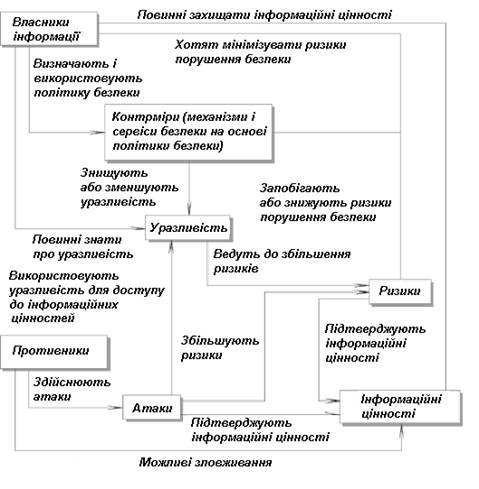 Повинні захищати інформаційні цінності
Власники
інформації
Хотят мінімізувати ризики
порушення безпеки
Визначають і
використовують
політику безпеки
Контрміри (механізми і
сервіси безпеки на основі
політики безпеки)
Знищують
або зменшують
уразливість
Запобігають
або знижують ризики
порушення безпеки
Уразливість
Повинні знати
про уразливість
Ведуть до збільшення
ризиків
Використовують
уразливість для доступу
до інформаційних
цінностей
Ризики
Противники
Збільшують
ризики
Підтверджують
інформаційні
цінності
Здійснюють
атаки
Атаки
Інформаційні
цінності
Підтверджують
інформаційні цінності
Можливі зловживання